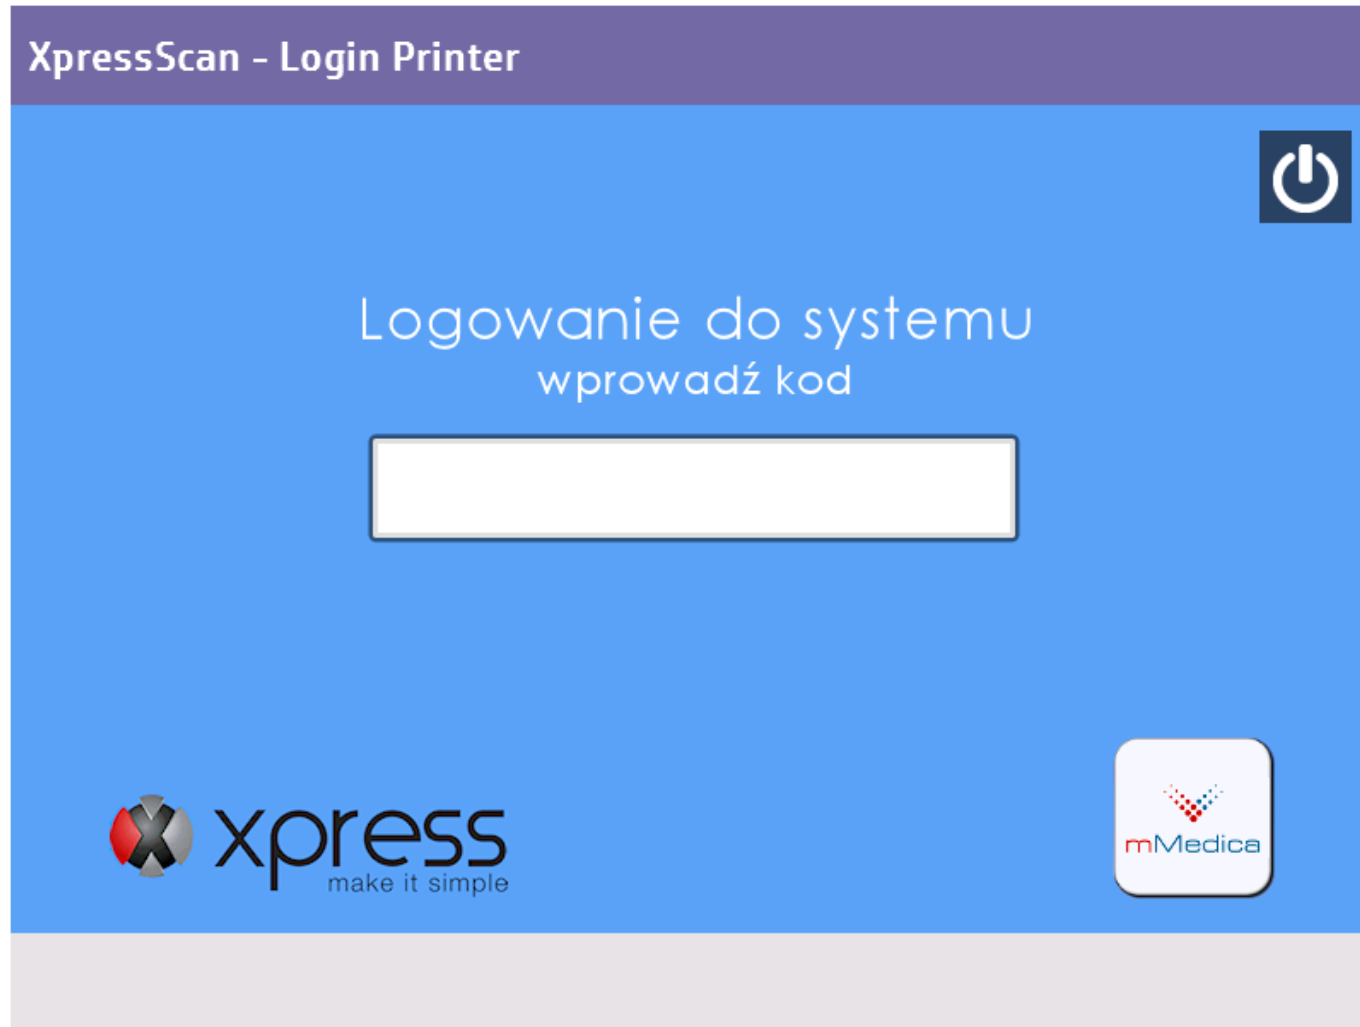 XpressScan - Login Printer
Logowanie do systemu
wprowadź kod
xpress
make it simple
mMedica